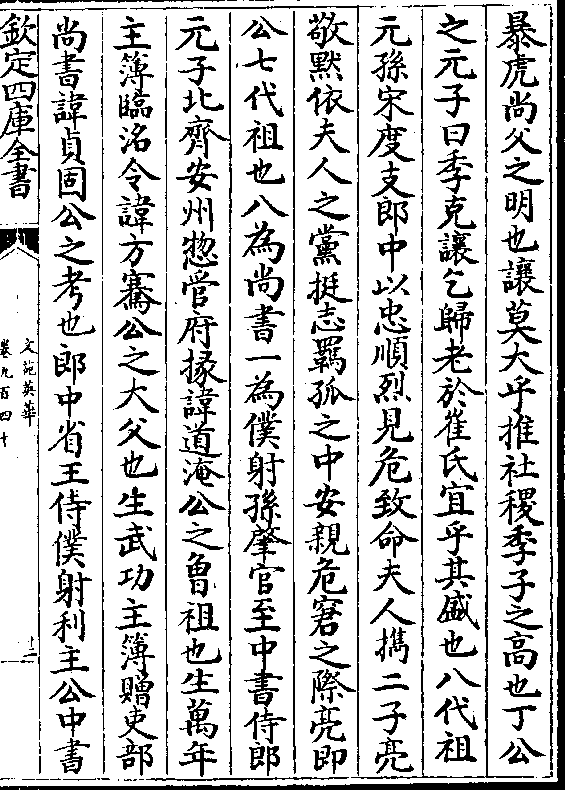 暴虎尚父之明也讓莫大乎推社稷季子之高也丁公
之元子曰季克讓乞歸老於崔氏宜乎其盛也八代祖
元孫宋度支郎中以忠順烈見危致命夫人攜二子亮
敬默依夫人之黨挺志羈孤之中安親危窘之際亮即
公七代祖也八為尚書一為僕射孫肇官至中書侍郎
元子北齊安州惣管府掾諱道淹公之曾祖也生萬年
主簿臨洺令諱方騫公之大父也生武功主簿贈吏部
尚書諱貞固公之考也郎中省王侍僕射利主公中書
欽定四庫全書
文苑英華
卷九百四十
十二